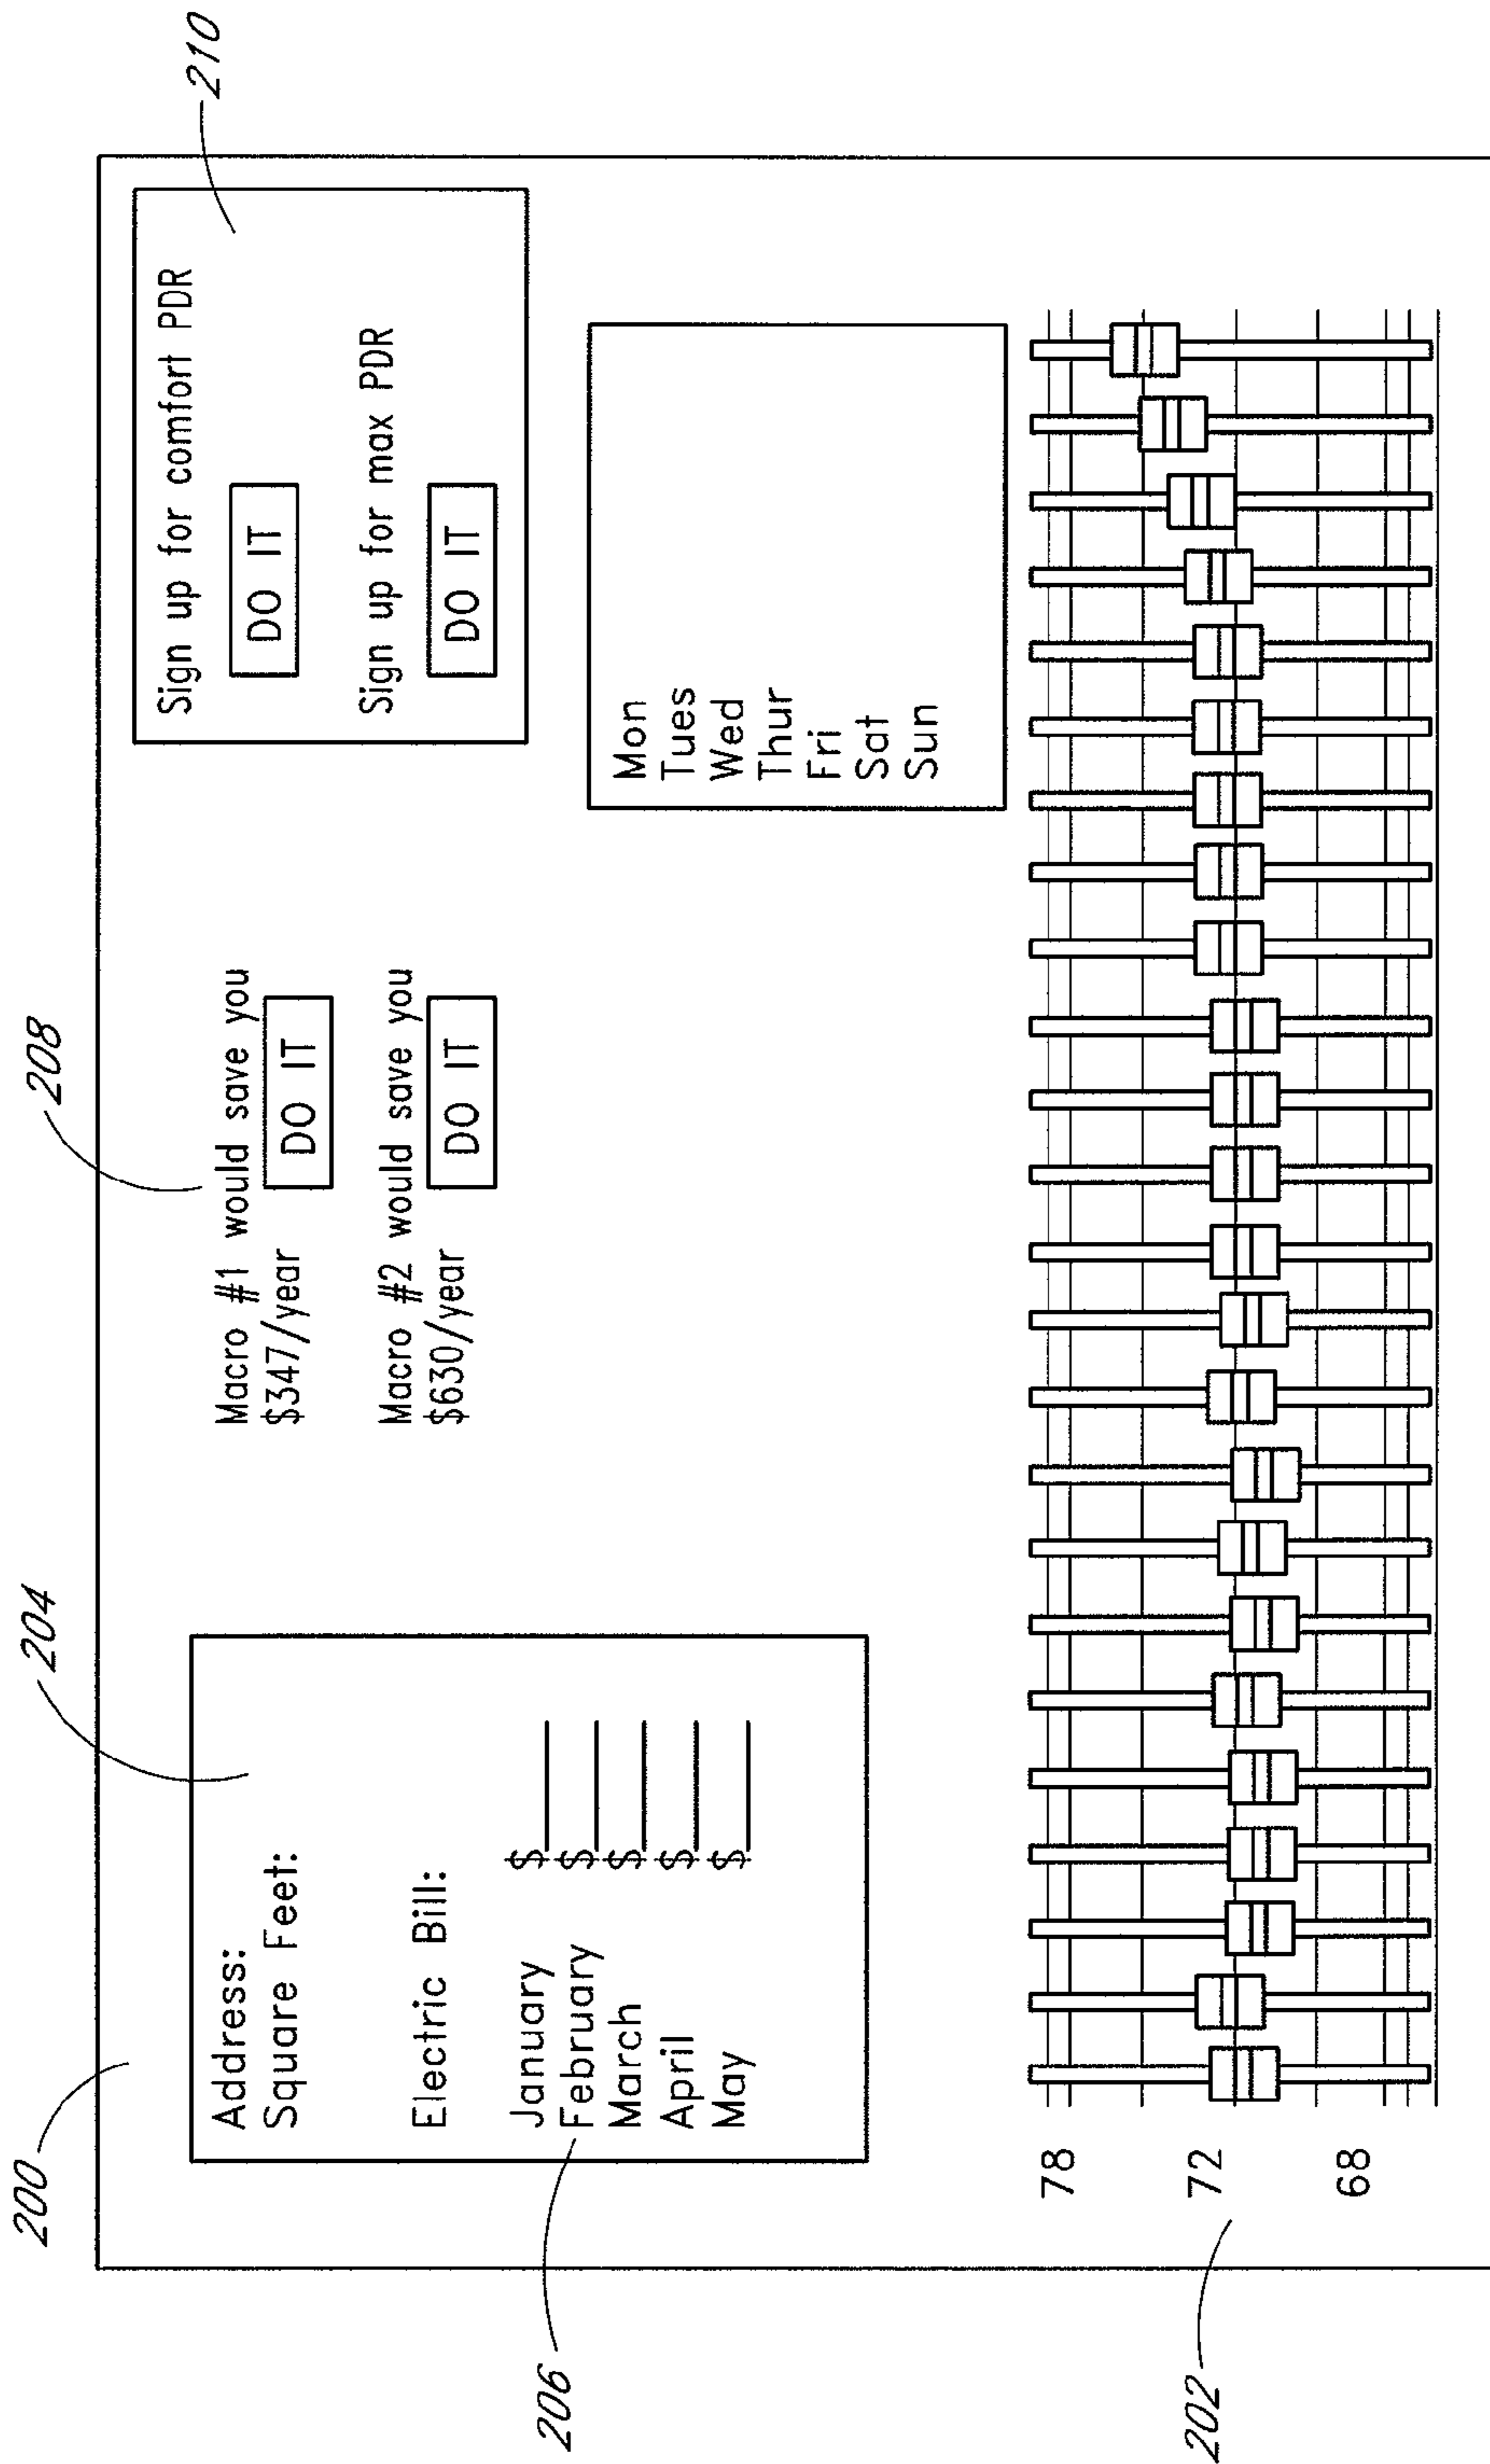 200
204
208
210
Address:
Square Feet:
Electric Bill:
January $
February $
March $
April $
May $
206
Macro #1 would save you
$347/year
DO IT
Macro #2 would save you
$630/year
DO IT
Sign up for comfort PDR
DO IT
Sign up for max PDR
DO IT
Mon
Tues
Wed
Thur
Fri
Sat
Sun
78
72
68
202